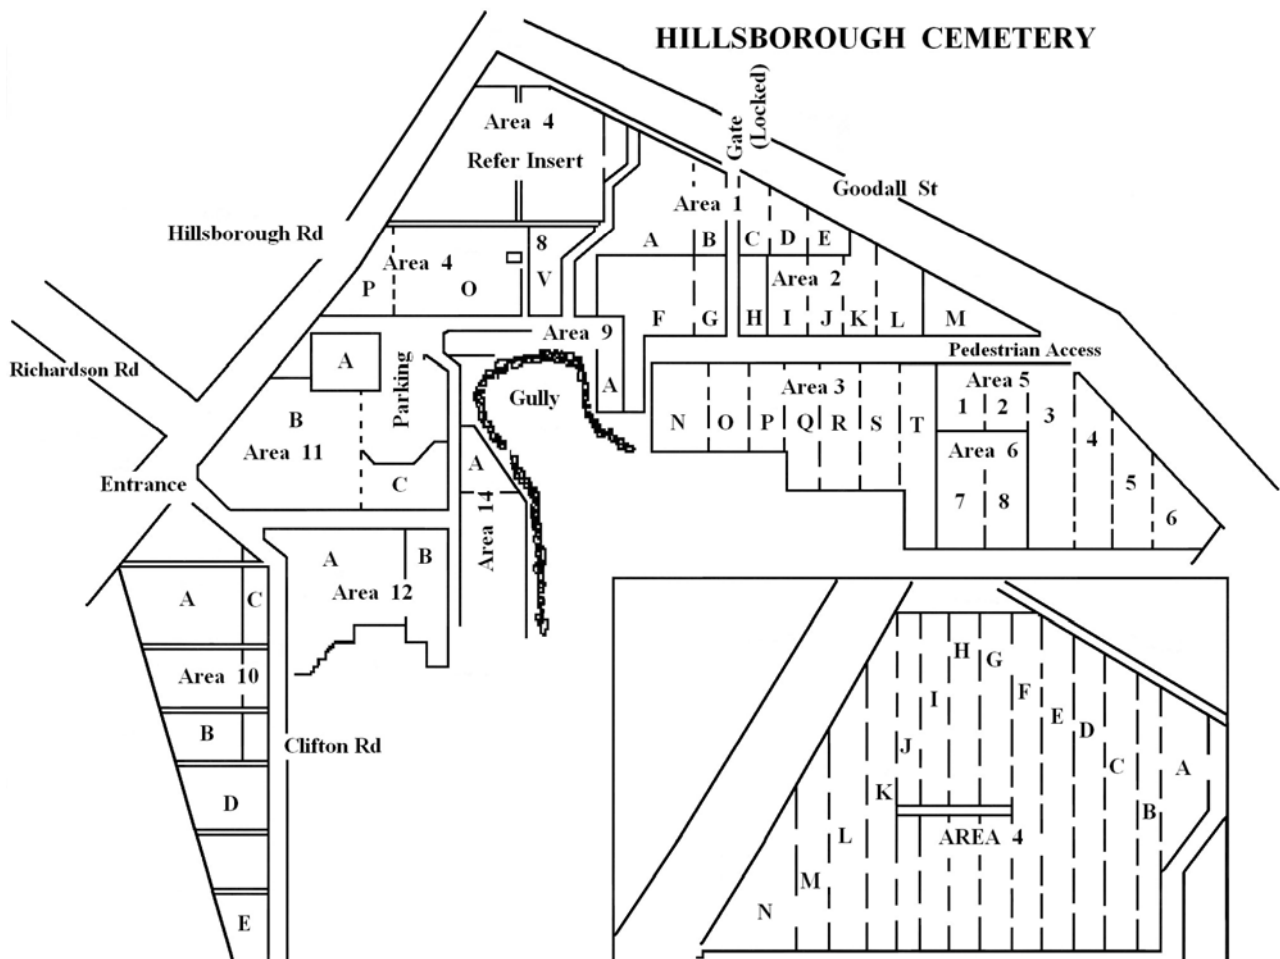 HILLSBOROUGH CEMETERY
Gate
(Locked)
Area 4
Refer Insert
Goodall St
Area 1
Hillsborough Rd
A
B
C
D
E
8
V
Area 4
P
O
Area 2
F
G
H
I
J
K
L
M
Area 9
Pedestrian Access
Richardson Rd
A
Parking
Gully
A
Area 3
N
O
P
Q
R
S
T
Area 5
1
2
3
4
5
6
Area 6
7
8
B
Area 11
C
Entrance
A
Area 14
A
B
Area 12
A
C
Area 10
B
Clifton Rd
D
E
H
G
F
I
E
D
J
C
A
K
B
L
AREA 4
M
N